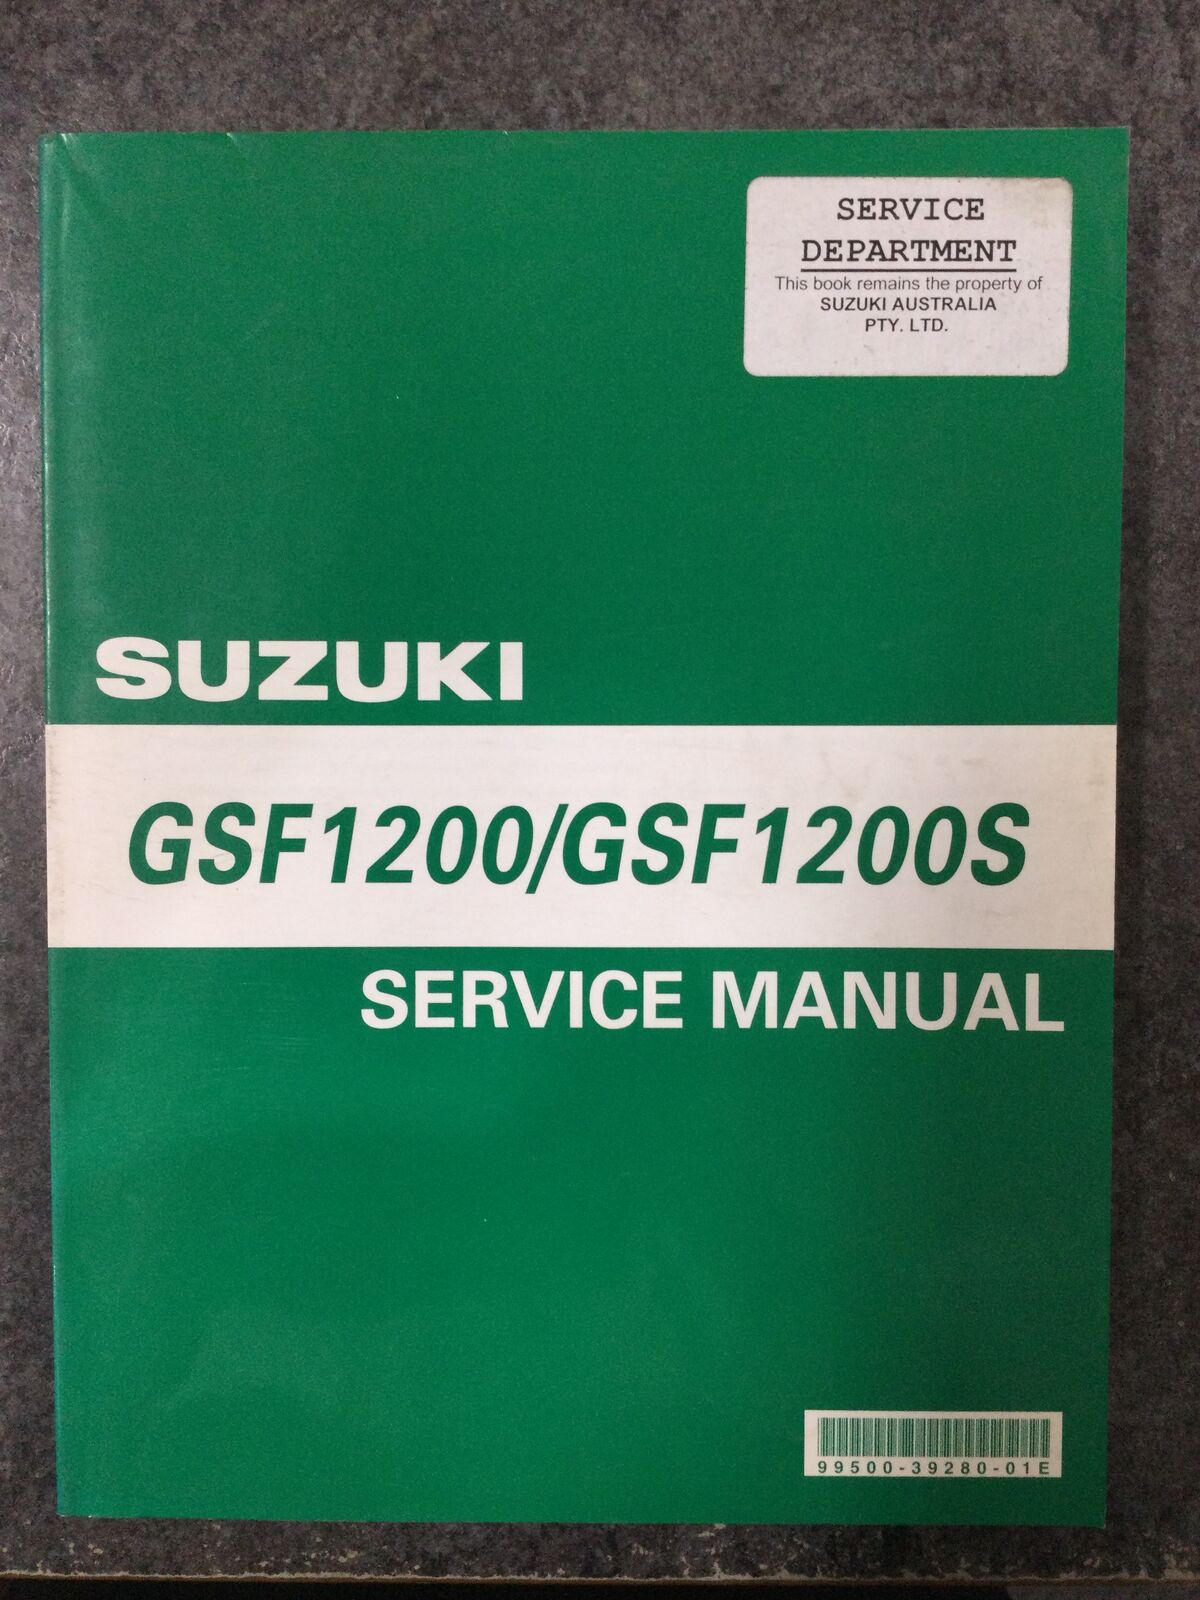 SERVICE
DEPARTMENT
This book remains the property of
SUZUKI AUSTRALIA
PTY. LTD.
SUZUKI
GSF1200/GSF1200S
SERVICE MANUAL
99500-39280-01E